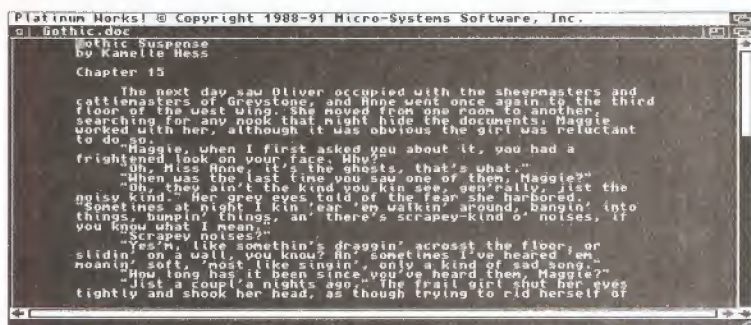 Platinum Works! © Copyright 1988-91 Micro-Systems Software, Inc.
Gothic.doc
Gothic Suspense
by Kamelle Hess
Chapter 15
The next day saw Oliver occupied with the sheepmasters and
cattlemasters of Greystone, and Anne went once again to the third
floor of the west wing. She moved from one room to another,
searching for any nook that might hide the documents. Maggie
worked with her, although it was obvious the girl was reluctant
to do so.
"Maggie, when I first asked you about it, you had a
frightened look on your face. Why?"
"Oh, Miss Anne, it's the ghosts, that's what."
"When was the last time you saw one of them, Maggie?"
"Oh, they ain't the kind you kin see, gen'rally, jist the
noisy kind." Her grey eyes told of the fear she harbored.
"Sometimes at night I kin 'ear 'em walkin' around, bangin' into
things, bumpin' things, an' there's scrapey-kind o' noises, if
you know what I mean."
"Scrapey noises?"
"Yes'm, like somethin's draggin' acrosst the floor, or
slidin' on a wall, you know? An' sometimes I've heared 'em
moanin' soft, 'most like singin', only a kind of sad song."
"How long has it been since you've heard them, Maggie?"
"Jist a coupl'a nights ago." The frail girl shut her eyes
tightly and shook her head, as though trying to rid herself of